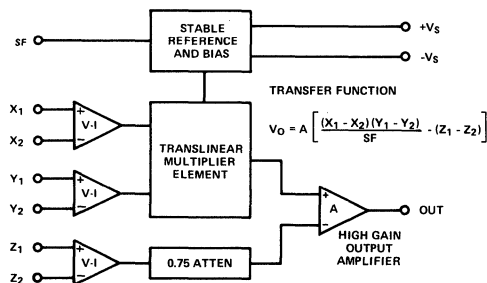 STABLE
REFERENCE
AND BIAS
SF
+VS
-VS
TRANSFER FUNCTION
VO = A [ (X1 - X2) (Y1 - Y2) / SF - (Z1 - Z2) ]
X1
X2
+
V-I
−
TRANSLINEAR
MULTIPLIER
ELEMENT
Y1
Y2
+
V-I
−
+
A
−
OUT
HIGH GAIN
OUTPUT
AMPLIFIER
Z1
Z2
+
V-I
−
0.75 ATTEN